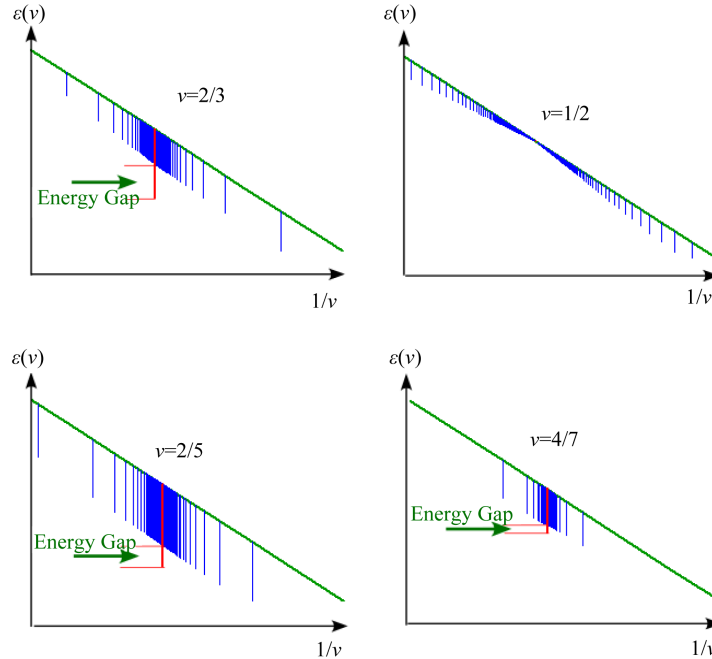 ε(ν)
ν=2/3
Energy Gap
1/ν
ε(ν)
ν=1/2
1/ν
ε(ν)
ν=2/5
Energy Gap
1/ν
ε(ν)
ν=4/7
Energy Gap
1/ν